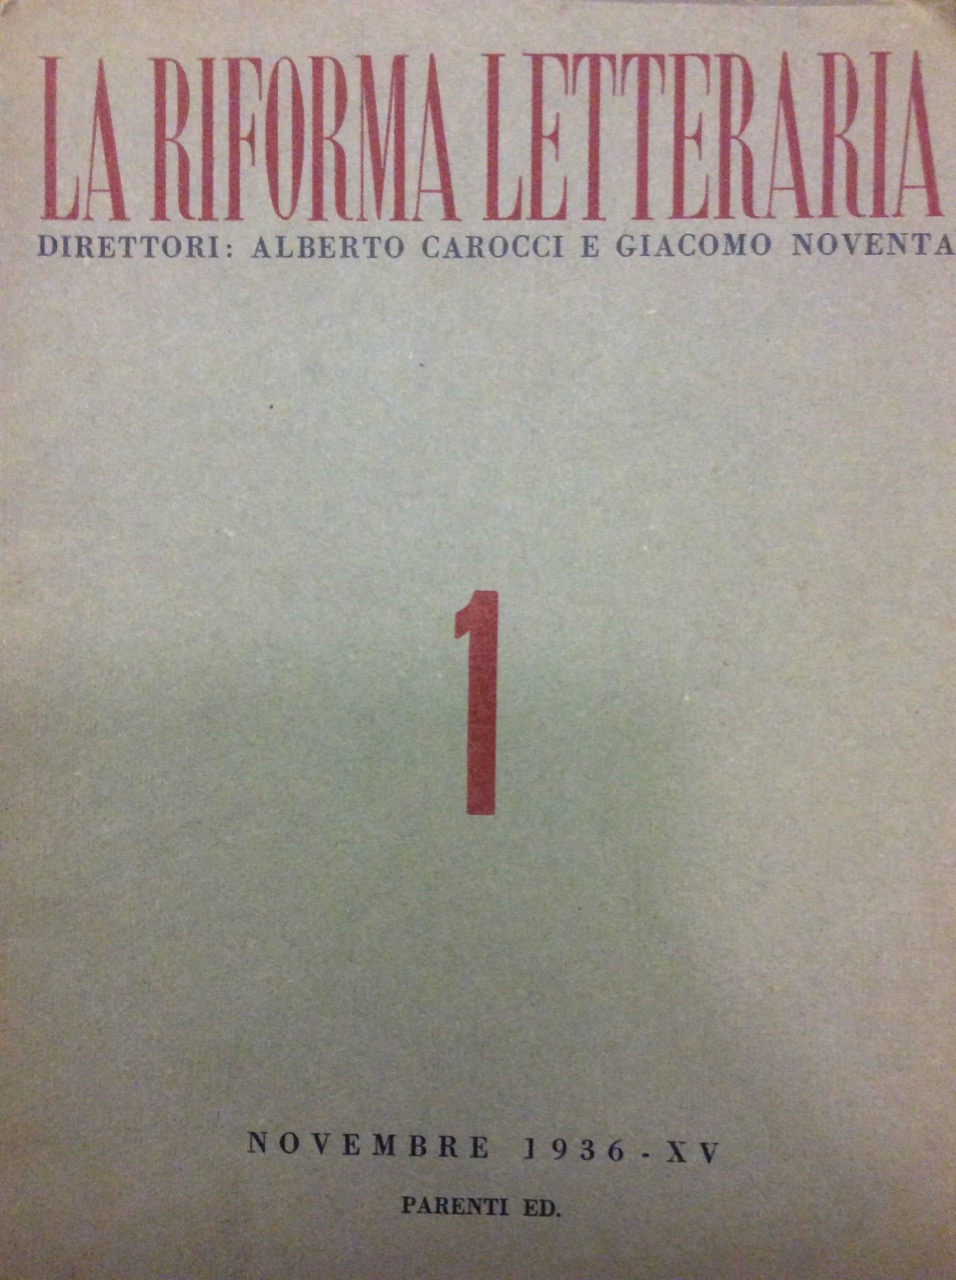 LA RIFORMA LETTERARIA
DIRETTORI: ALBERTO CAROCCI E GIACOMO NOVENTA
1
NOVEMBRE 1936 - XV
PARENTI ED.